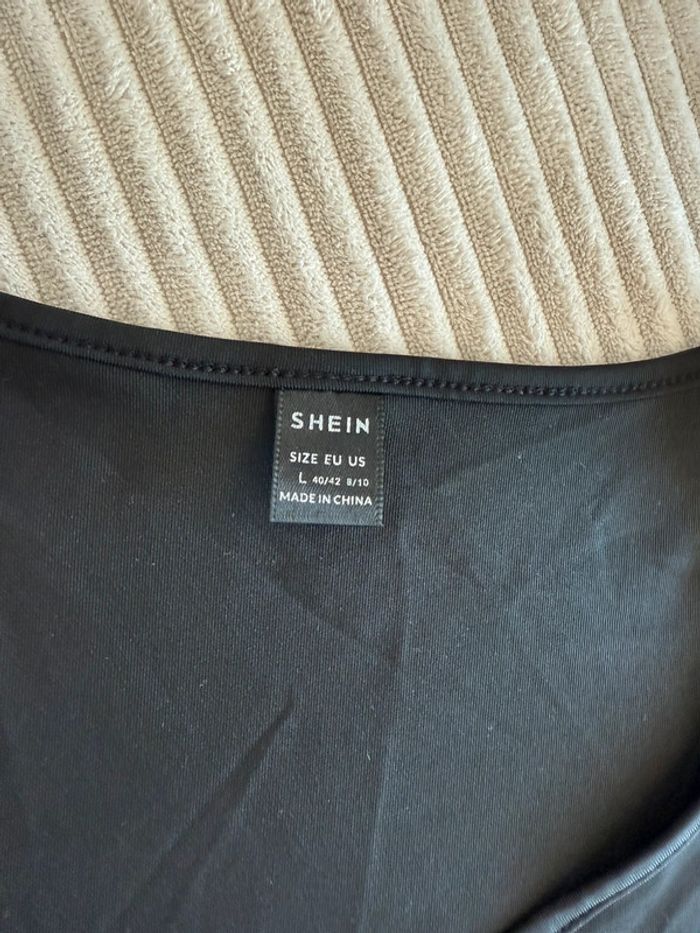 SHEIN
SIZE EU US
L 40/42 8/10
MADE IN CHINA